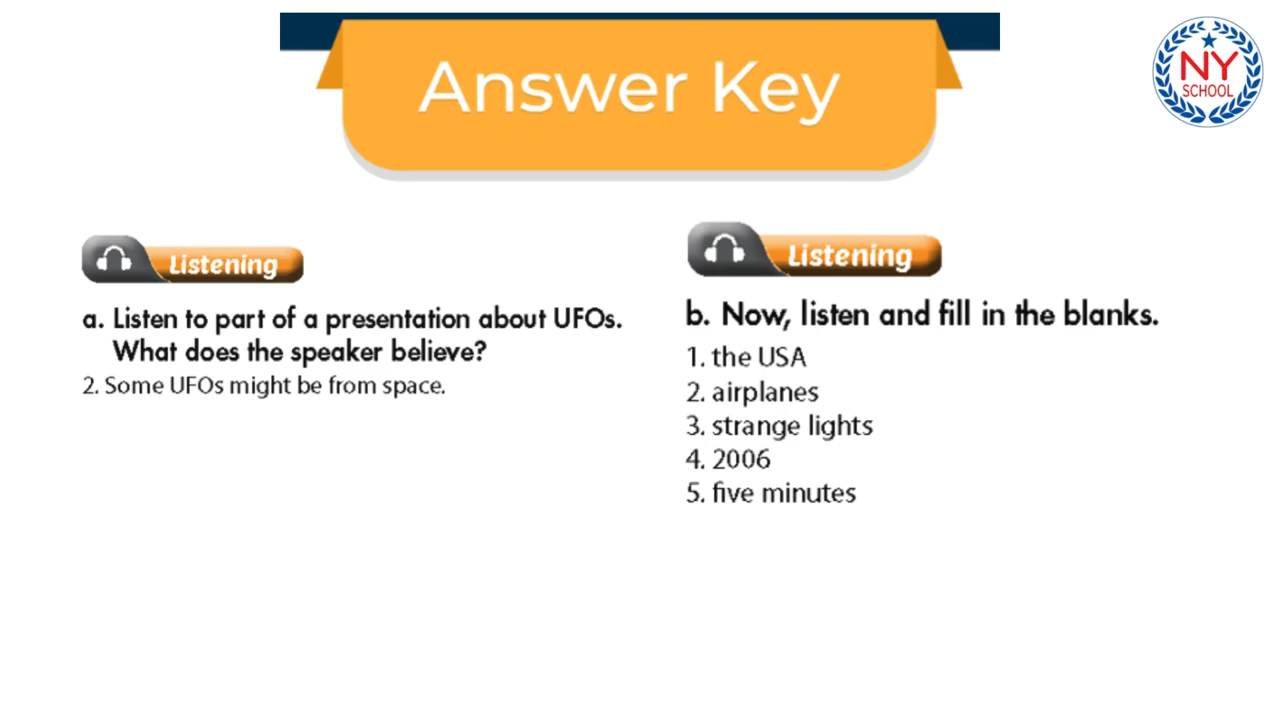 Answer Key
NY
SCHOOL
Listening
a. Listen to part of a presentation about UFOs.
What does the speaker believe?
2. Some UFOs might be from space.
Listening
b. Now, listen and fill in the blanks.
1. the USA
2. airplanes
3. strange lights
4. 2006
5. five minutes